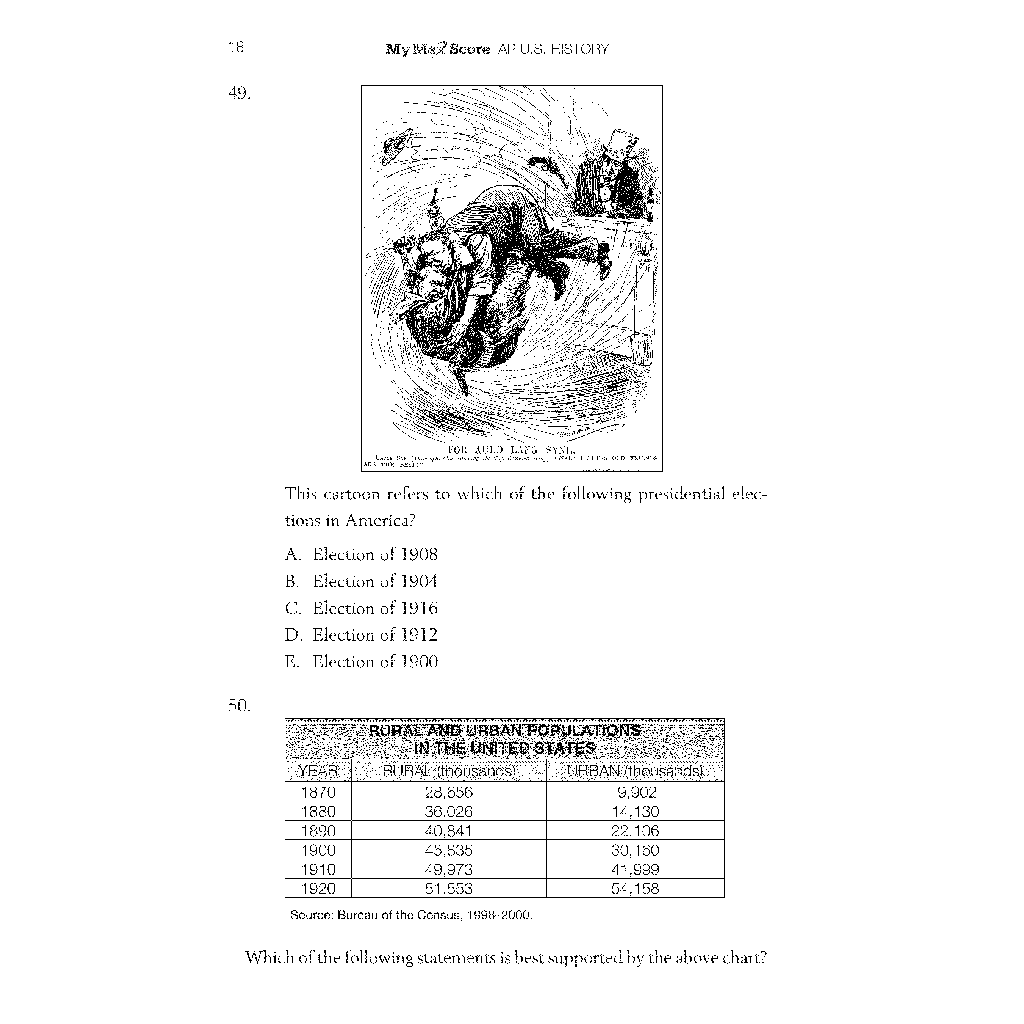 18
My Max Score AP U.S. HISTORY
49.
FOR AULD LANG SYNE.
This cartoon refers to which of the following presidential elec-
tions in America?
A. Election of 1908
B. Election of 1904
C. Election of 1916
D. Election of 1912
E. Election of 1900
50.
RURAL AND URBAN POPULATIONS
IN THE UNITED STATES
YEAR RURAL (thousands) URBAN (thousands)
1870 28,656 9,902
1880 36,026 14,130
1890 40,841 22,106
1900 45,835 30,160
1910 49,973 41,999
1920 51,553 54,158
Source: Bureau of the Census, 1998-2000.
Which of the following statements is best supported by the above chart?